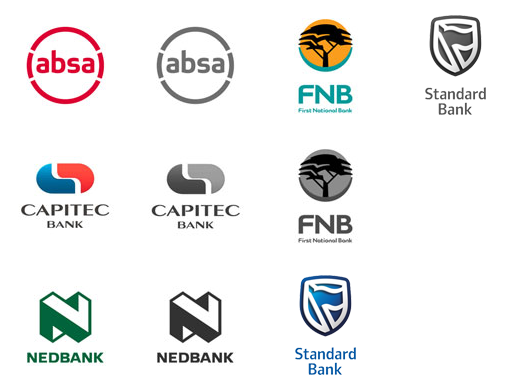 absa
absa
FNB
First National Bank
Standard
Bank
CAPITEC
BANK
CAPITEC
BANK
FNB
First National Bank
NEDBANK
NEDBANK
Standard
Bank